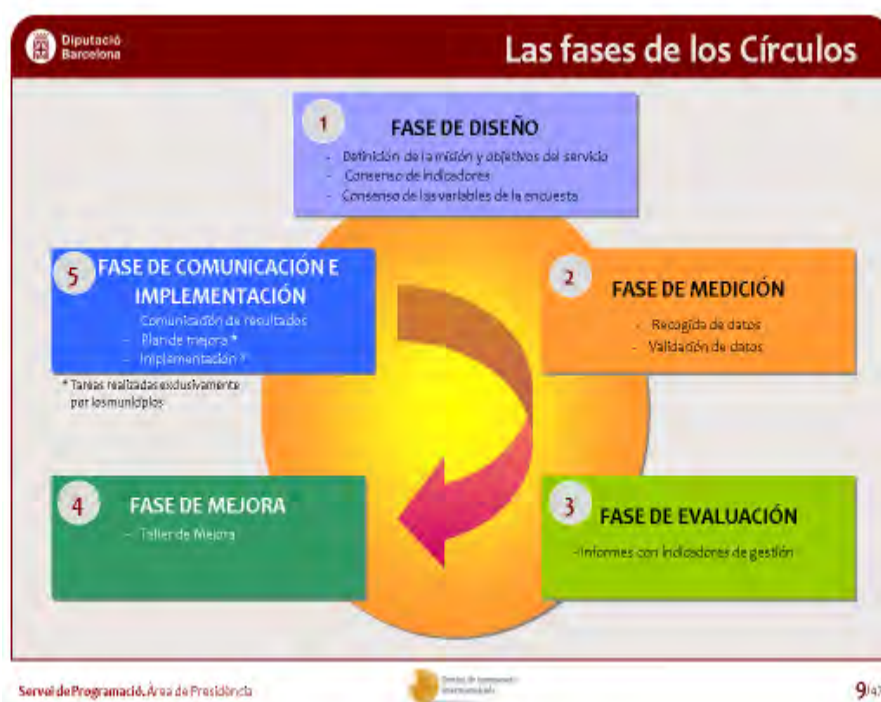 Diputació
Barcelona
Las fases de los Círculos
1
FASE DE DISEÑO
- Definición de la misión y objetivos del servicio
- Consenso de indicadores
- Consenso de las variables de la encuesta
5
FASE DE COMUNICACIÓN E
IMPLEMENTACIÓN
Comunicación de resultados
- Plan de mejora *
- Implementación *
* Tareas realizadas exclusivamente
por los municipios
2
FASE DE MEDICIÓN
- Recogida de datos
- Validación de datos
4
FASE DE MEJORA
- Taller de Mejora
3
FASE DE EVALUACIÓN
-Informes con indicadores de gestión
Servei de Programació. Área de Presidència
9/47